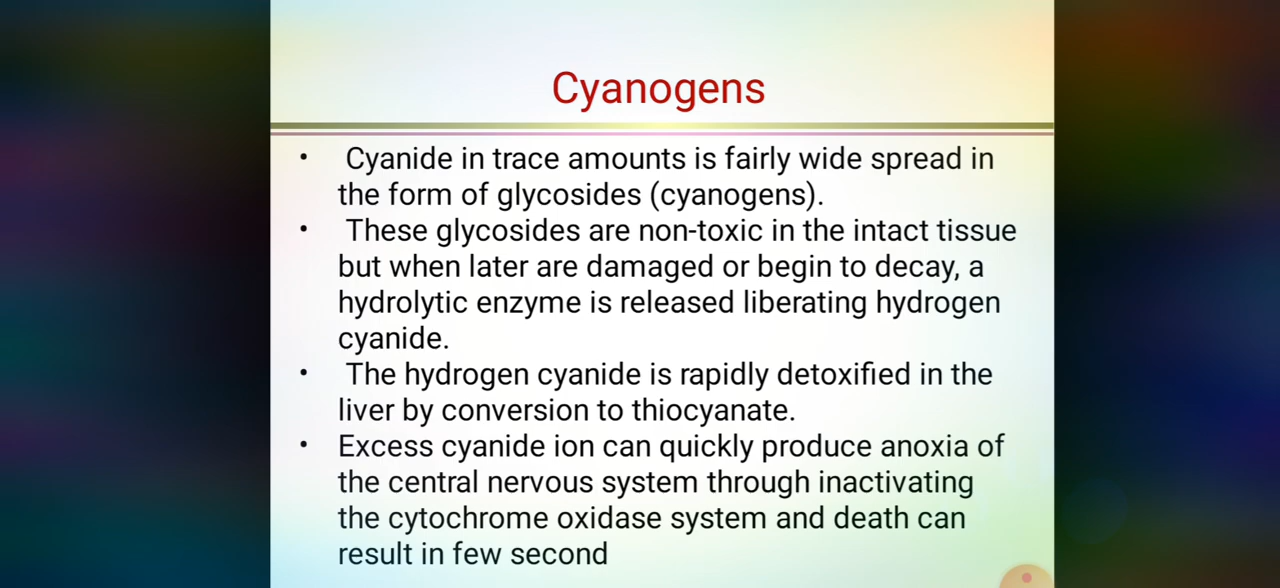 Cyanogens
• Cyanide in trace amounts is fairly wide spread in
the form of glycosides (cyanogens).
• These glycosides are non-toxic in the intact tissue
but when later are damaged or begin to decay, a
hydrolytic enzyme is released liberating hydrogen
cyanide.
• The hydrogen cyanide is rapidly detoxified in the
liver by conversion to thiocyanate.
• Excess cyanide ion can quickly produce anoxia of
the central nervous system through inactivating
the cytochrome oxidase system and death can
result in few second